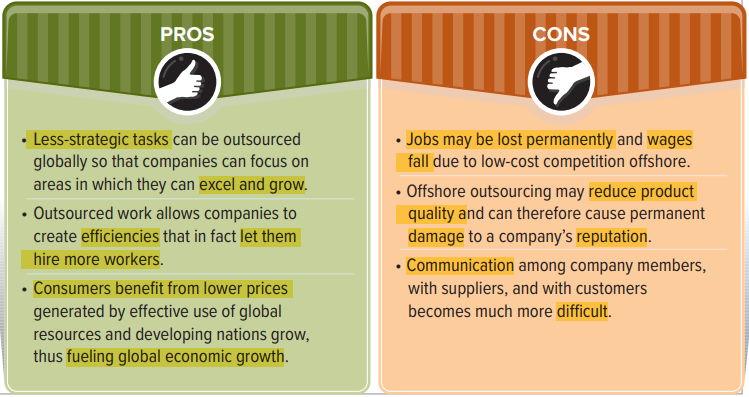 PROS
• Less-strategic tasks can be outsourced
globally so that companies can focus on
areas in which they can excel and grow.
• Outsourced work allows companies to
create efficiencies that in fact let them
hire more workers.
• Consumers benefit from lower prices
generated by effective use of global
resources and developing nations grow,
thus fueling global economic growth.
CONS
• Jobs may be lost permanently and wages
fall due to low-cost competition offshore.
• Offshore outsourcing may reduce product
quality and can therefore cause permanent
damage to a company’s reputation.
• Communication among company members,
with suppliers, and with customers
becomes much more difficult.